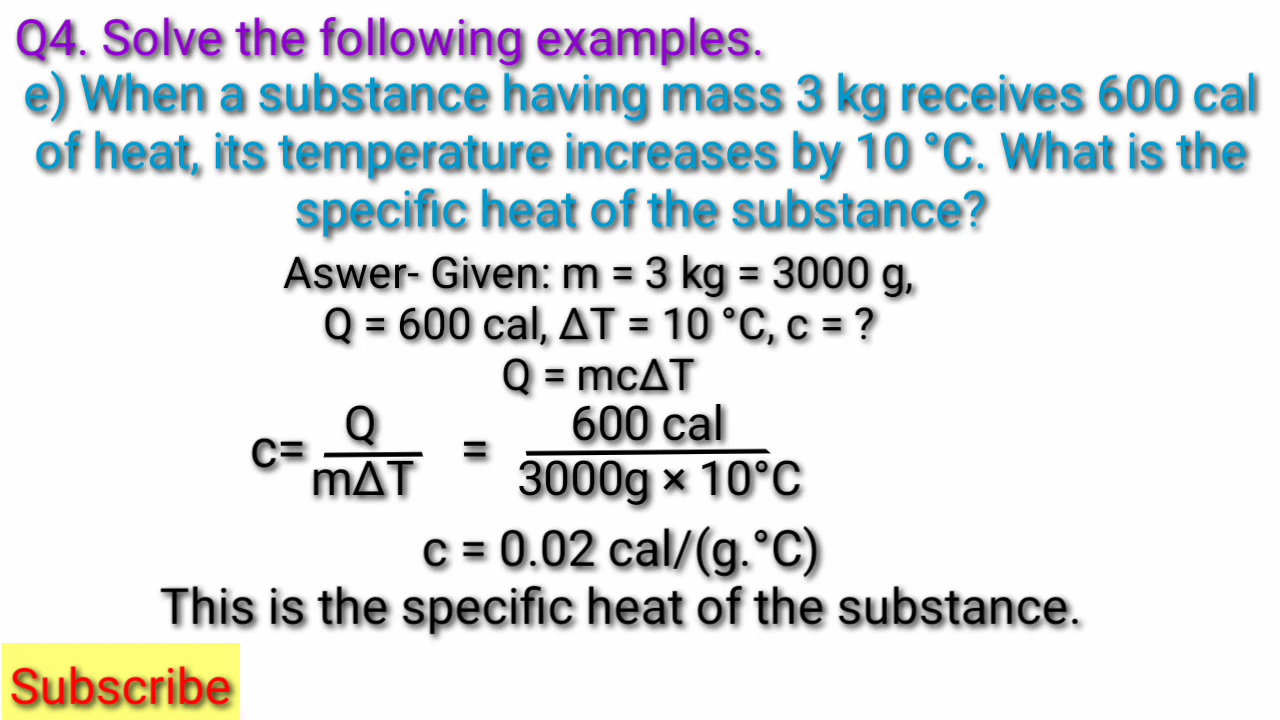 Q4. Solve the following examples.
e) When a substance having mass 3 kg receives 600 cal
of heat, its temperature increases by 10 °C. What is the
specific heat of the substance?
Aswer- Given: m = 3 kg = 3000 g,
Q = 600 cal, ΔT = 10 °C, c = ?
Q = mcΔT
c= Q / mΔT = 600 cal / 3000g × 10°C
c = 0.02 cal/(g.°C)
This is the specific heat of the substance.
Subscribe